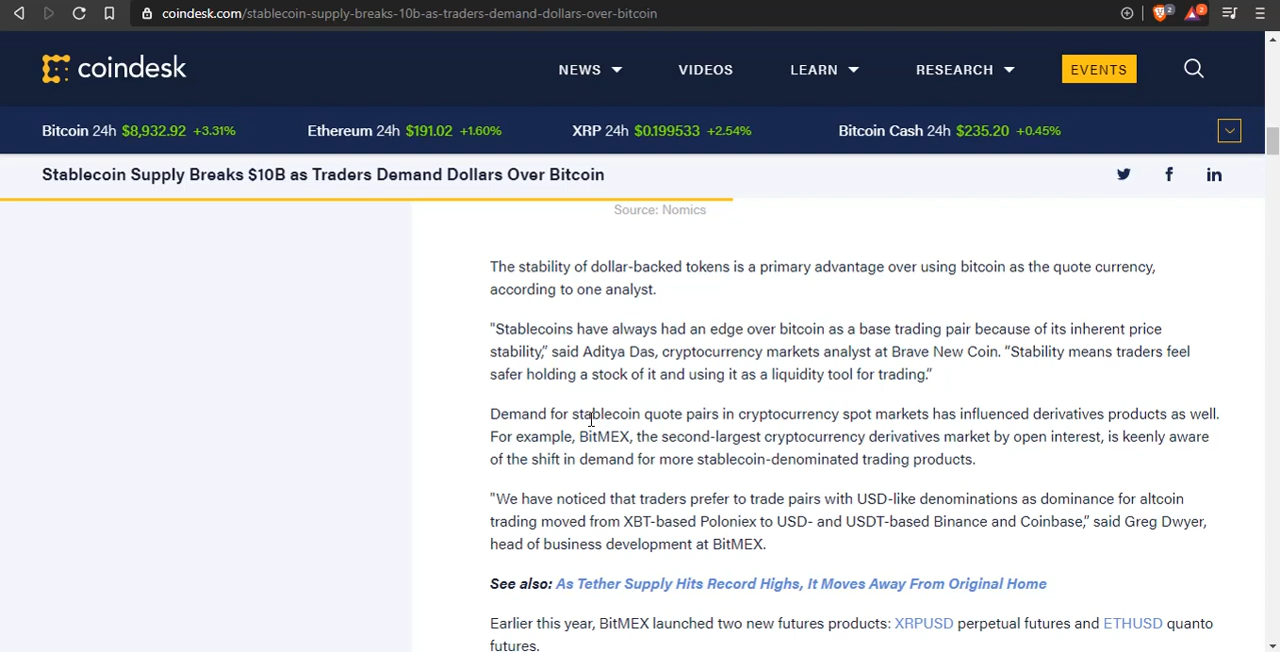 coindesk.com/stablecoin-supply-breaks-10b-as-traders-demand-dollars-over-bitcoin
2
2
coindesk
NEWS
VIDEOS
LEARN
RESEARCH
EVENTS
Bitcoin 24h $8,932.92 +3.31%
Ethereum 24h $191.02 +1.60%
XRP 24h $0.199533 +2.54%
Bitcoin Cash 24h $235.20 +0.45%
Stablecoin Supply Breaks $10B as Traders Demand Dollars Over Bitcoin
Source: Nomics
The stability of dollar-backed tokens is a primary advantage over using bitcoin as the quote currency,
according to one analyst.
"Stablecoins have always had an edge over bitcoin as a base trading pair because of its inherent price
stability,” said Aditya Das, cryptocurrency markets analyst at Brave New Coin. “Stability means traders feel
safer holding a stock of it and using it as a liquidity tool for trading.”
Demand for stablecoin quote pairs in cryptocurrency spot markets has influenced derivatives products as well.
For example, BitMEX, the second-largest cryptocurrency derivatives market by open interest, is keenly aware
of the shift in demand for more stablecoin-denominated trading products.
"We have noticed that traders prefer to trade pairs with USD-like denominations as dominance for altcoin
trading moved from XBT-based Poloniex to USD- and USDT-based Binance and Coinbase,” said Greg Dwyer,
head of business development at BitMEX.
See also: As Tether Supply Hits Record Highs, It Moves Away From Original Home
Earlier this year, BitMEX launched two new futures products: XRPUSD perpetual futures and ETHUSD quanto
futures.